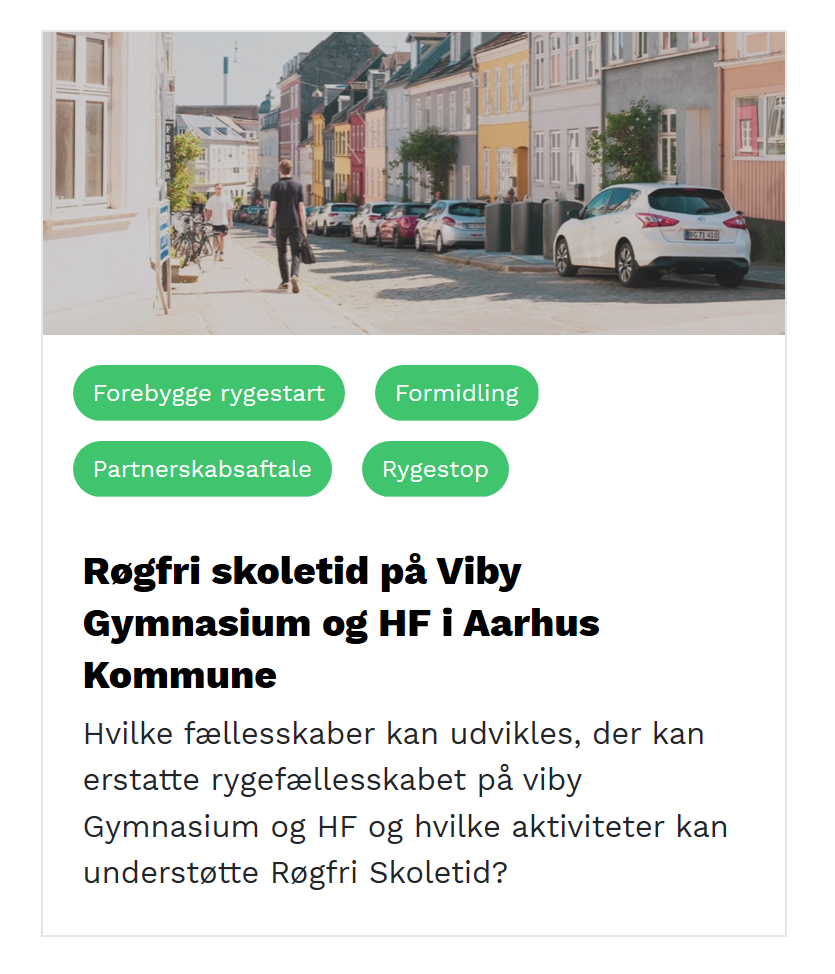 Forebygge rygestart
Formidling
Partnerskabsaftale
Rygestop
Røgfri skoletid på Viby
Gymnasium og HF i Aarhus
Kommune
Hvilke fællesskaber kan udvikles, der kan
erstatte rygefællesskabet på viby
Gymnasium og HF og hvilke aktiviteter kan
understøtte Røgfri Skoletid?